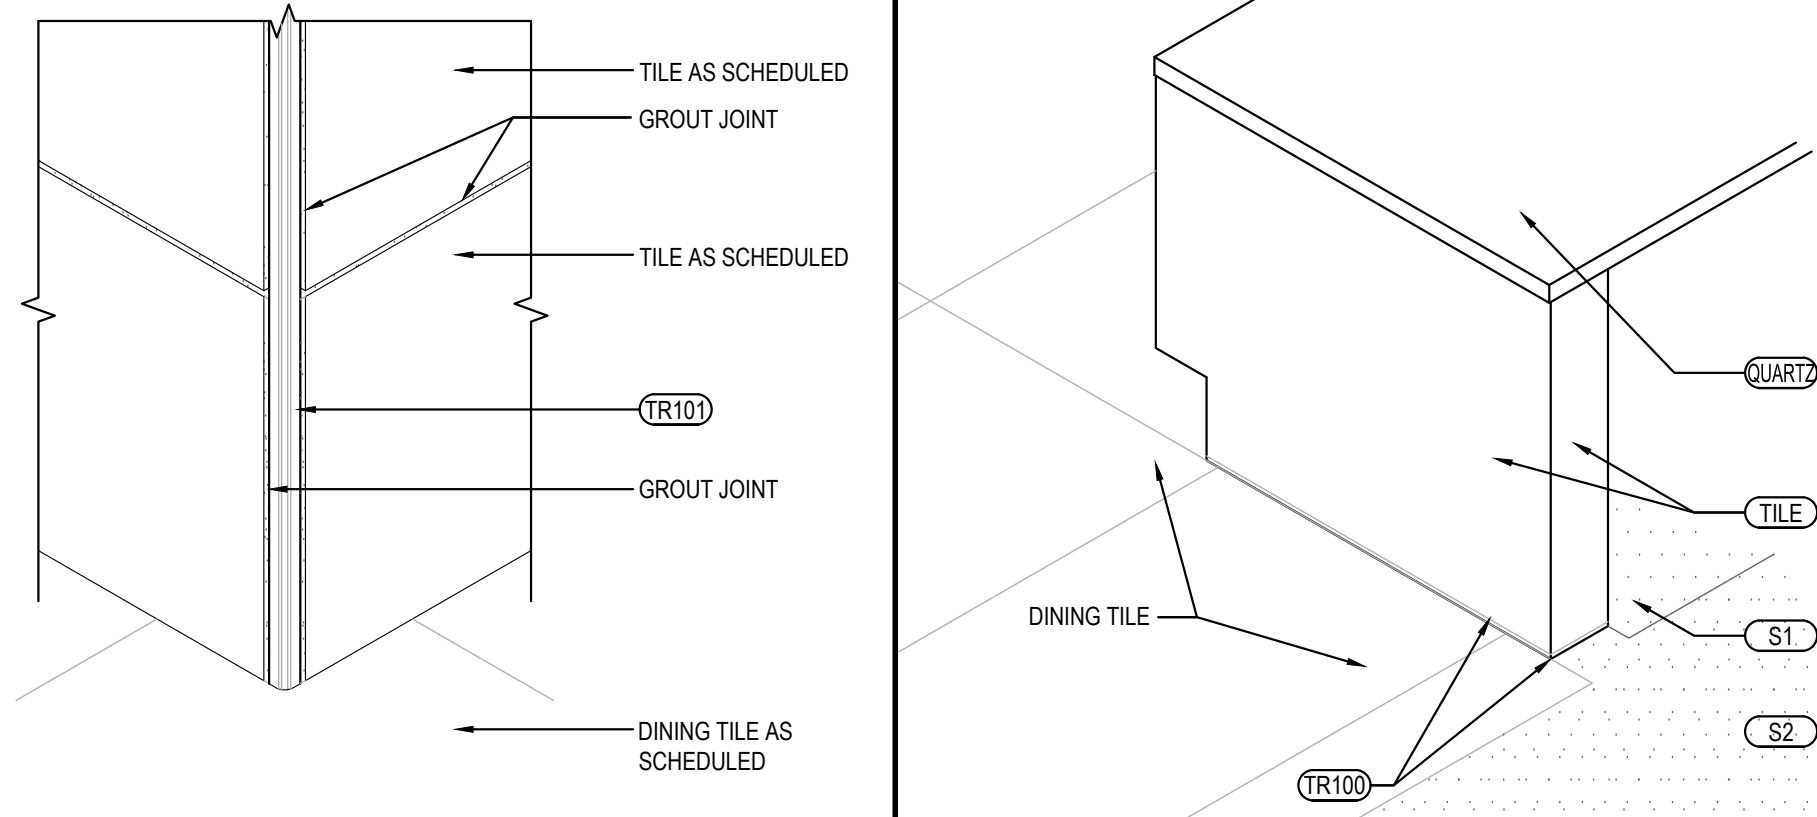 TILE AS SCHEDULED
GROUT JOINT
TILE AS SCHEDULED
TR101
GROUT JOINT
DINING TILE AS
SCHEDULED
QUARTZ
TILE
DINING TILE
S1
S2
TR100